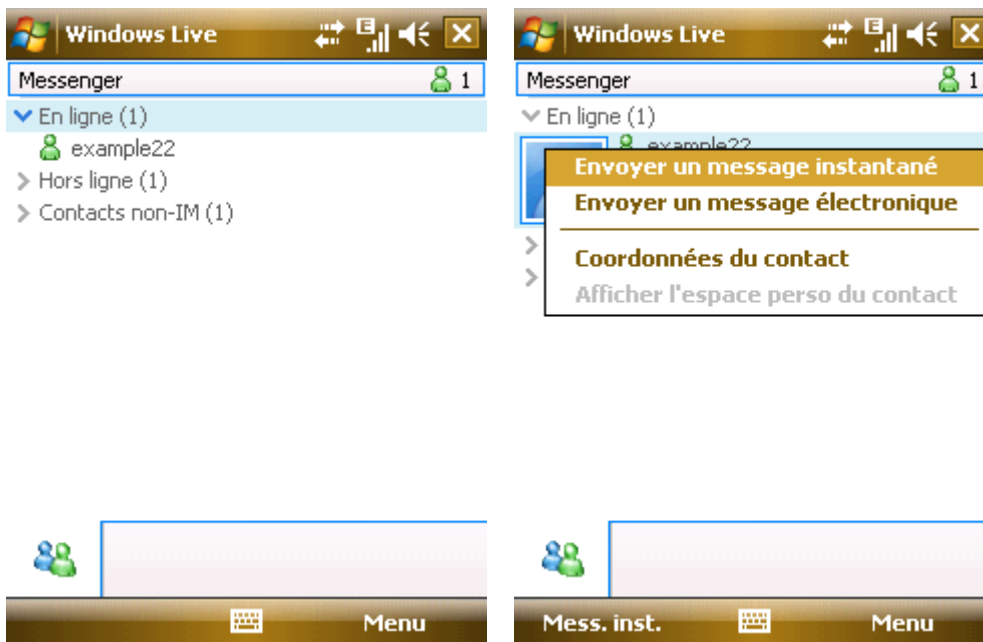 Windows Live
Messenger 1
En ligne (1)
example22
Hors ligne (1)
Contacts non-IM (1)
Menu
Windows Live
Messenger 1
En ligne (1)
example22
Envoyer un message instantané
Envoyer un message électronique
Coordonnées du contact
Afficher l'espace perso du contact
Mess. inst. Menu